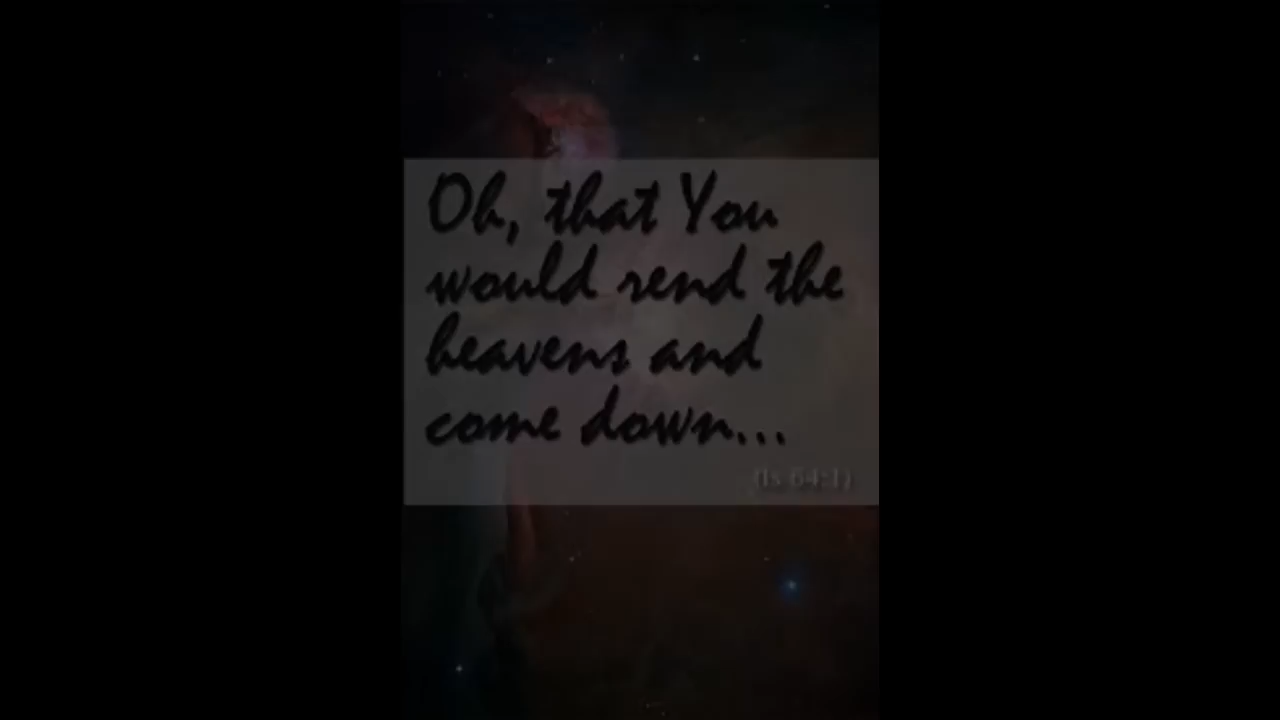 Oh, that You
would rend the
heavens and
come down...
(Is 64:1)